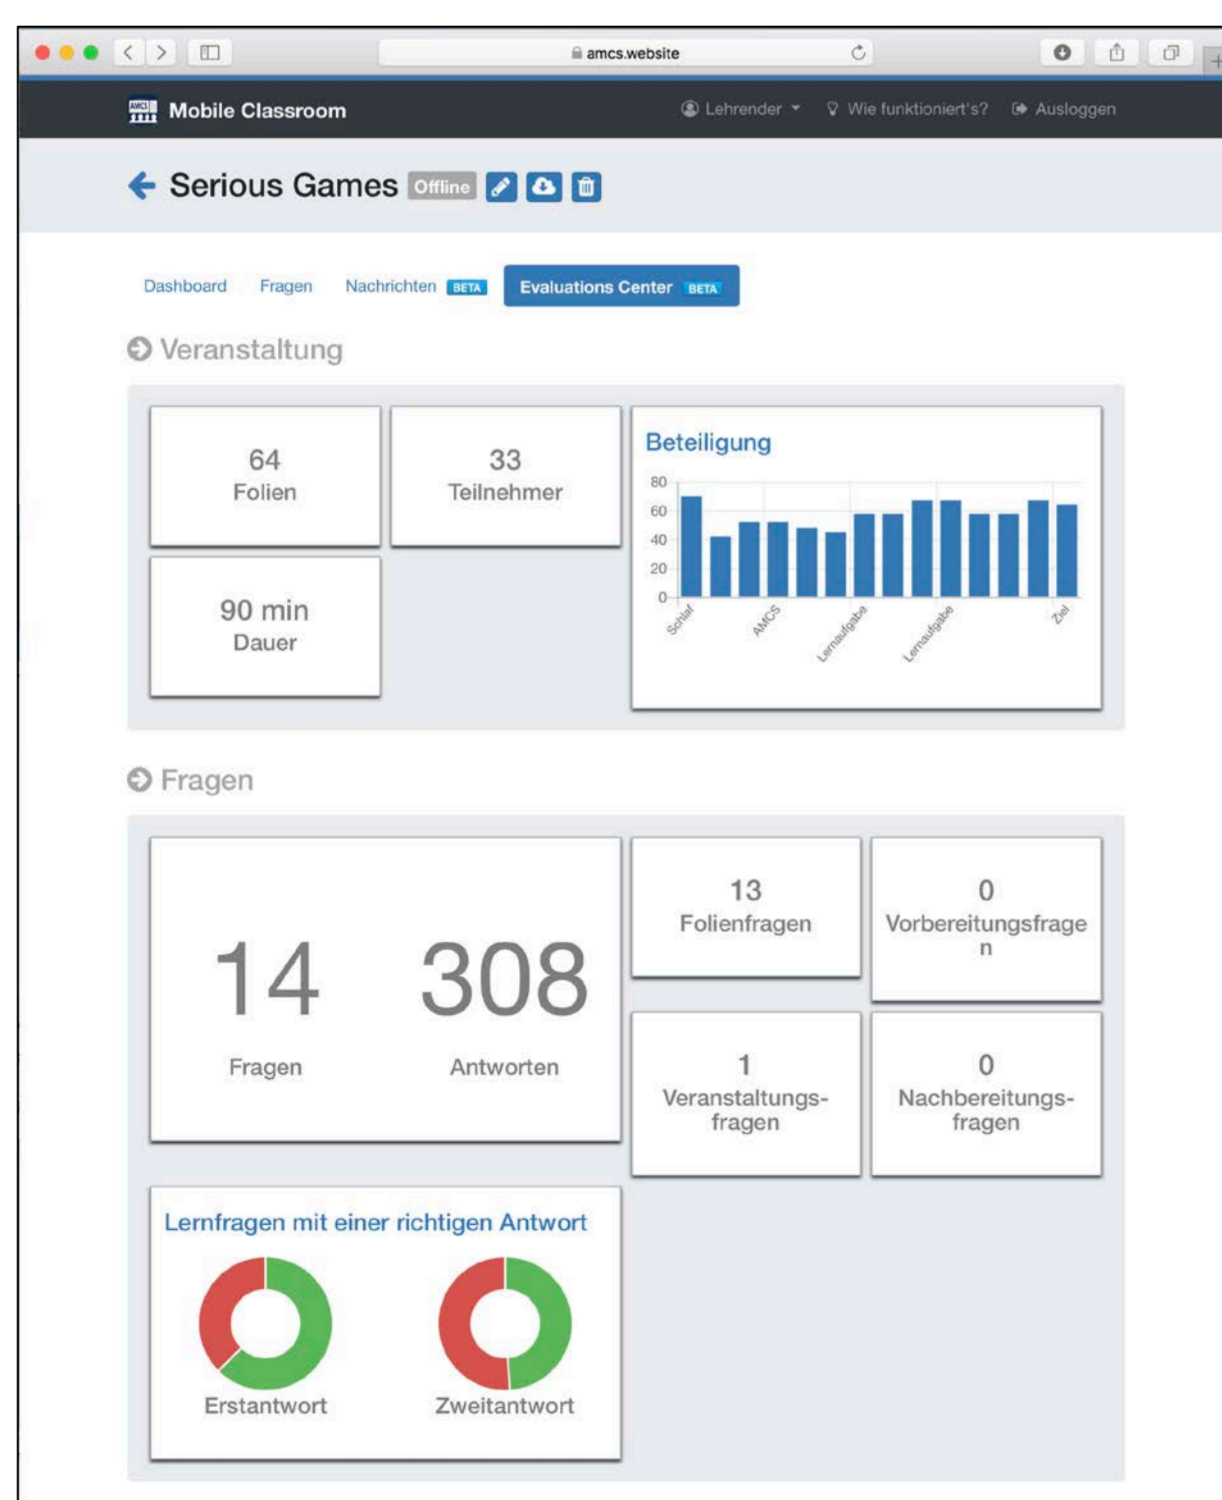 amcs.website
AMCS
Mobile Classroom
Lehrender
Wie funktioniert's?
Ausloggen
Serious Games Offline
Dashboard
Fragen
Nachrichten BETA
Evaluations Center BETA
Veranstaltung
64
Folien
33
Teilnehmer
90 min
Dauer
Beteiligung
80
60
40
20
0
Schlaf
AMCS
Lernaufgabe
Lernaufgabe
Ziel
Fragen
14
Fragen
308
Antworten
13
Folienfragen
0
Vorbereitungsfrage
n
1
Veranstaltungs-
fragen
0
Nachbereitungs-
fragen
Lernfragen mit einer richtigen Antwort
Erstantwort
Zweitantwort